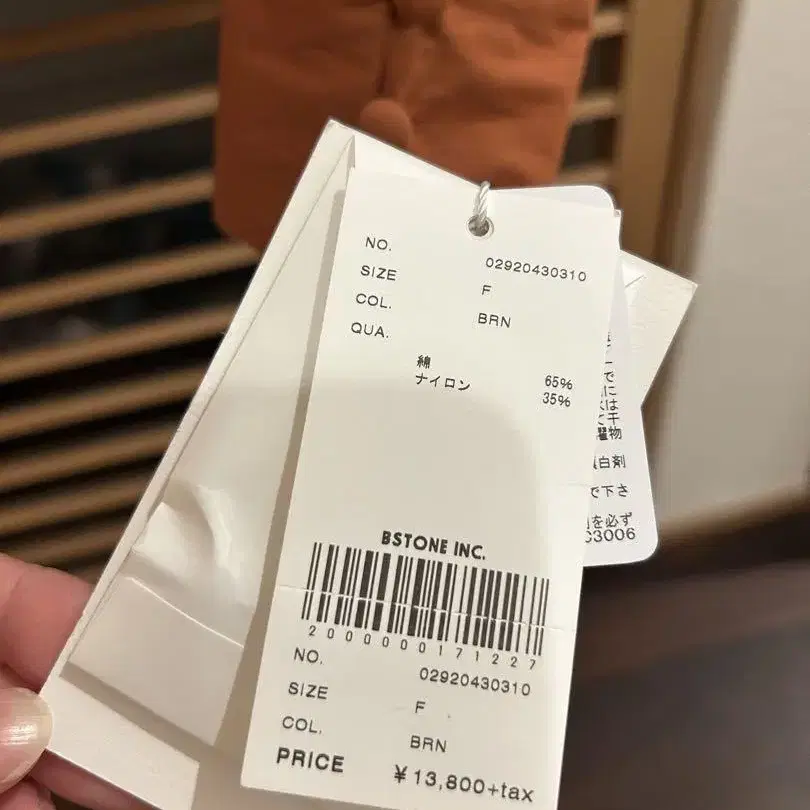 NO. 02920430310
SIZE F
COL. BRN
QUA.
綿 65%
ナイロン 35%
BSTONE INC.
2000000171227
NO. 02920430310
SIZE F
COL. BRN
PRICE ¥13,800+tax
で
に
は
干
濯物
白剤
で下さ
を必ず
C3006